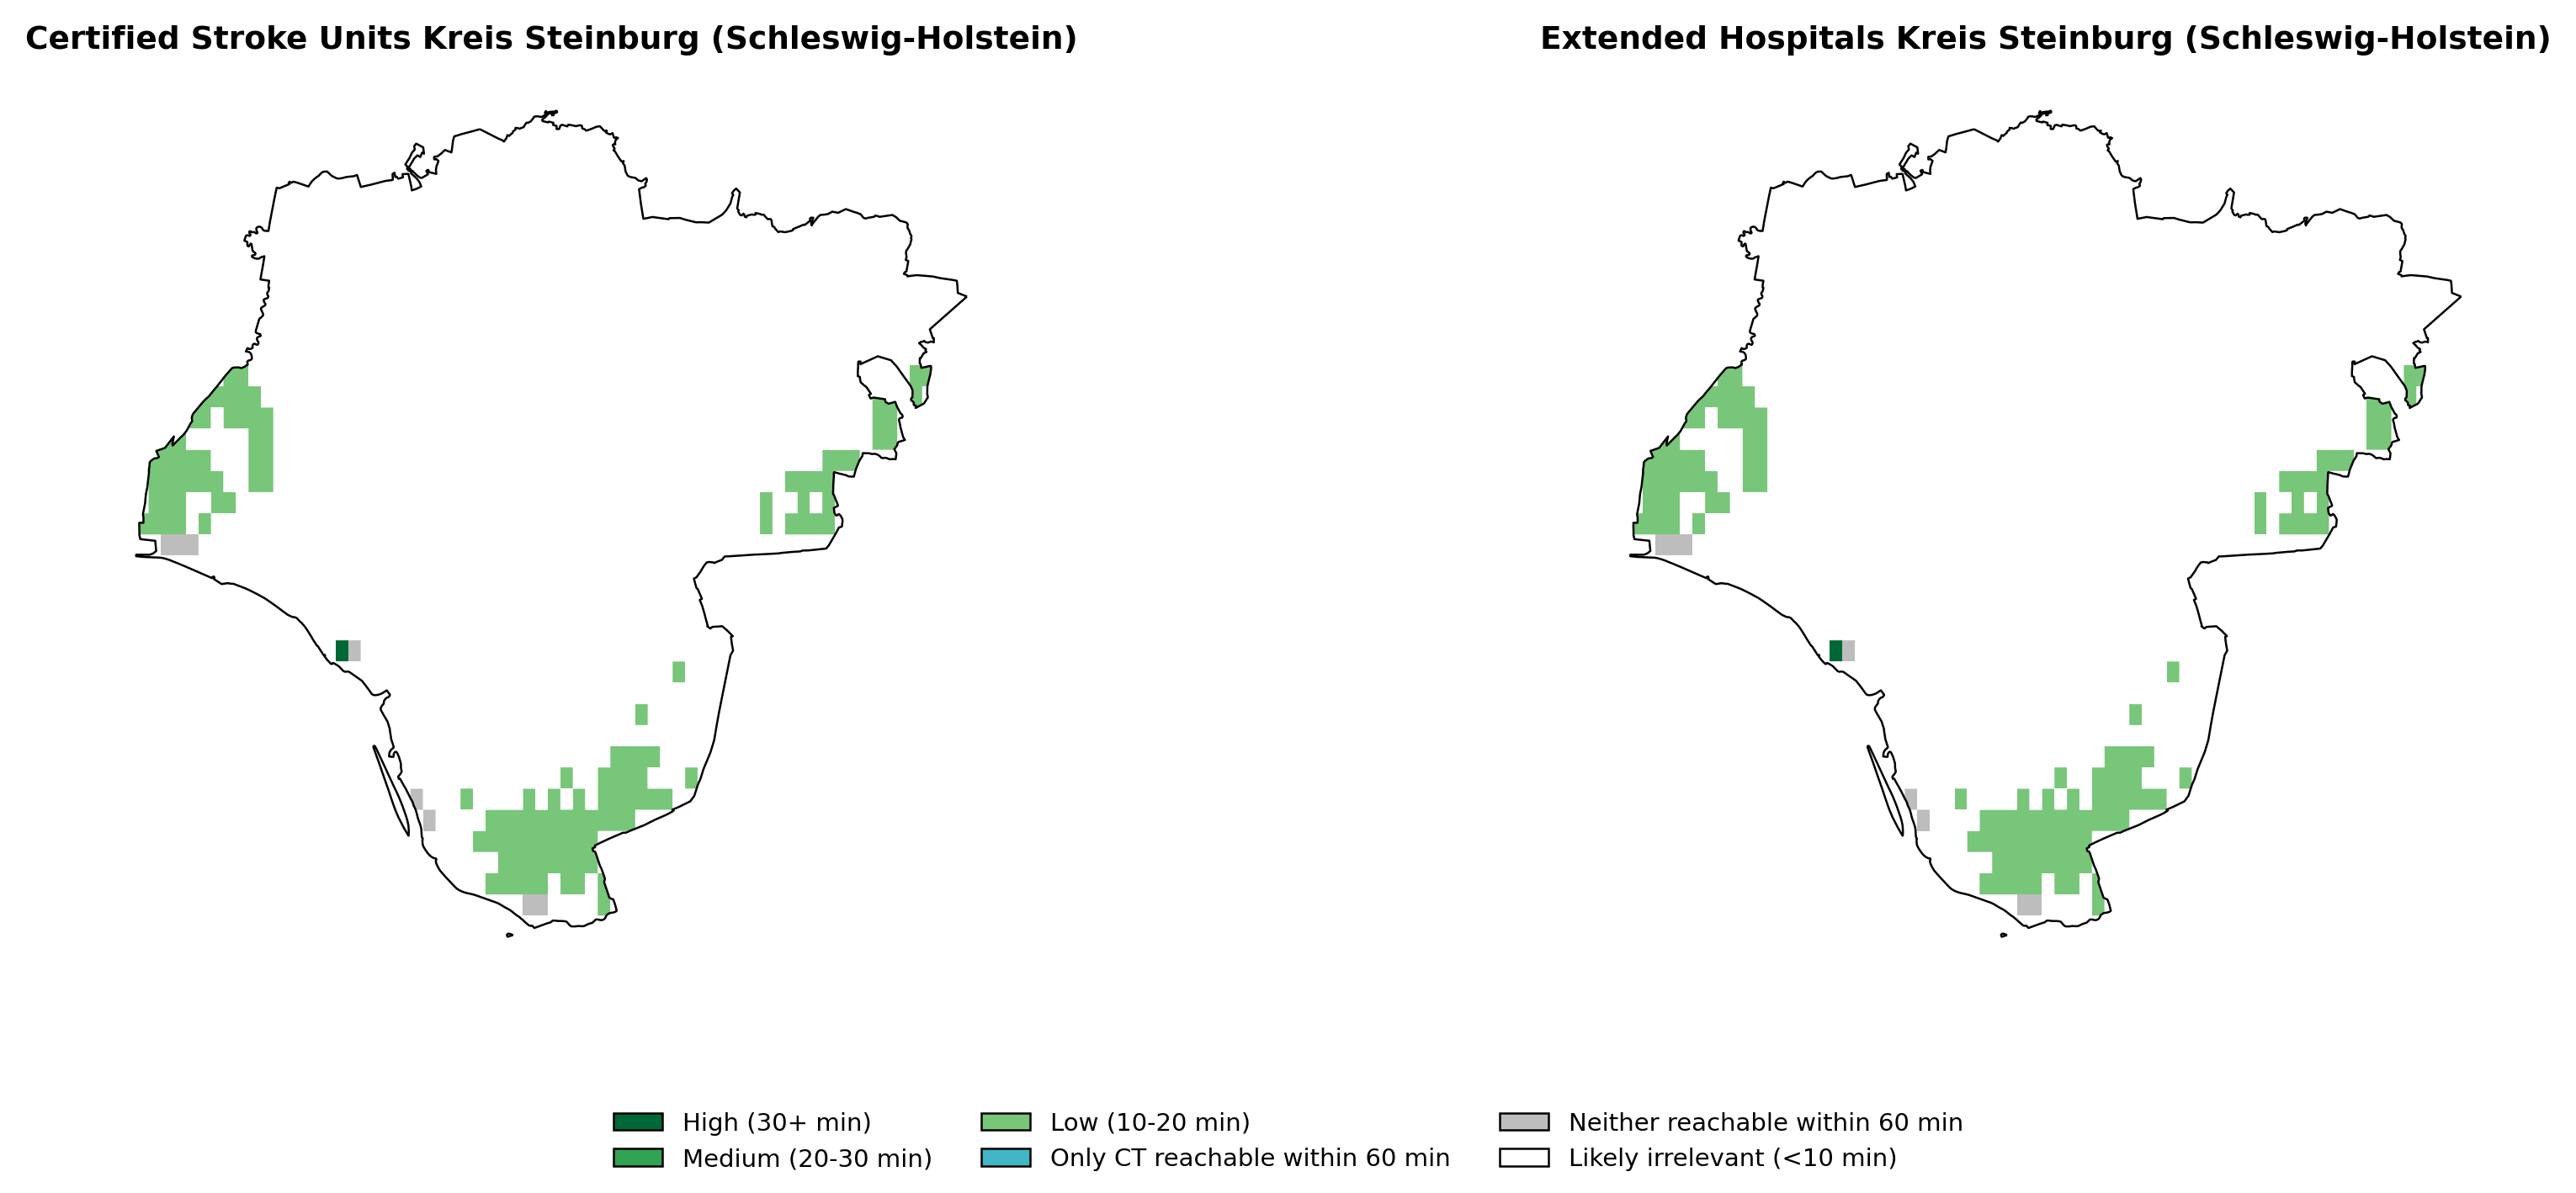 Certified Stroke Units Kreis Steinburg (Schleswig-Holstein)
Extended Hospitals Kreis Steinburg (Schleswig-Holstein)
High (30+ min)
Medium (20-30 min)
Low (10-20 min)
Only CT reachable within 60 min
Neither reachable within 60 min
Likely irrelevant (<10 min)